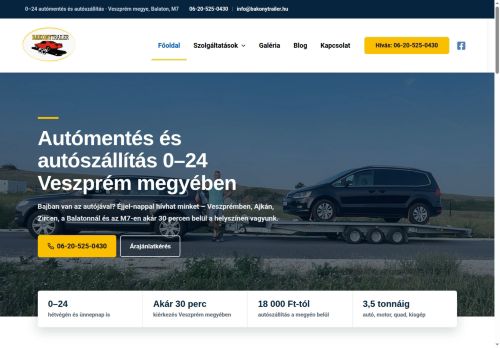 0–24 autómentés és autószállítás · Veszprém megye, Balaton, M7 06-20-525-0430 | info@bakonytrailer.hu
BAKONYTRAILER
Főoldal Szolgáltatások Galéria Blog Kapcsolat Hívás: 06-20-525-0430
Autómentés és
autószállítás 0–24
Veszprém megyében
Bajban van az autójával? Éjjel-nappal hívhat minket – Veszprémben, Ajkán,
Zircen, a Balatonnál és az M7-en akár 30 percen belül a helyszínen vagyunk.
06-20-525-0430 Árajánlatkérés
0–24 Akár 30 perc 18 000 Ft-tól 3,5 tonnáig
hétvégén és ünnepnap is kiérkezés Veszprém megyében autószállítás a megyén belül autó, motor, quad, kisgép